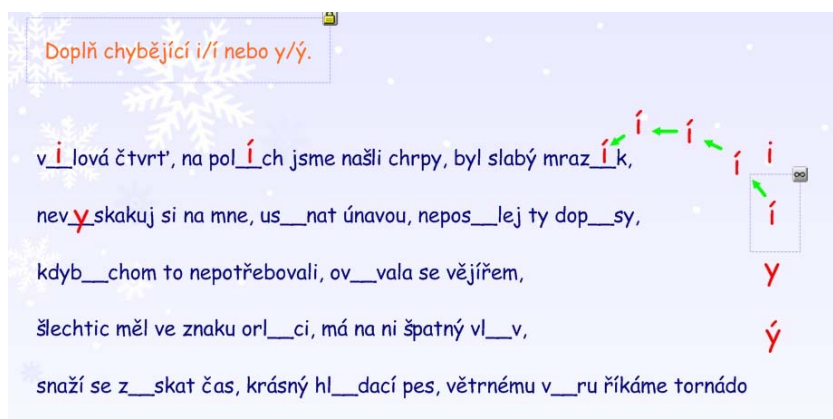 Doplň chybějící i/í nebo y/ý.
í í
v_i_lová čtvrť, na pol_í_ch jsme našli chrpy, byl slabý mraz_í_k, í i
nev_y_skakuj si na mne, us__nat únavou, nepos__lej ty dop__sy, í
kdyb__chom to nepotřebovali, ov__vala se vějířem, y
šlechtic měl ve znaku orl__ci, má na ni špatný vl__v, ý
snaží se z__skat čas, krásný hl__dací pes, větrnému v__ru říkáme tornádo